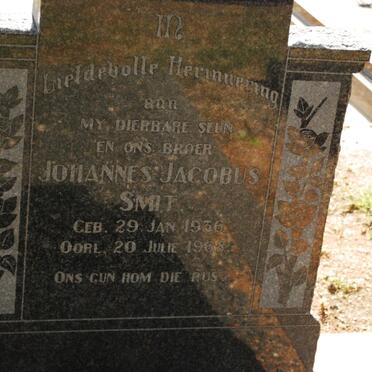 In
Liefdevolle Herinnering
aan
MY DIERBARE SEUN
EN ONS BROER
JOHANNES JACOBUS
SMIT
GEB. 29 JAN 1936
OORL. 20 JULIE 1968
ONS GUN HOM DIE RUS